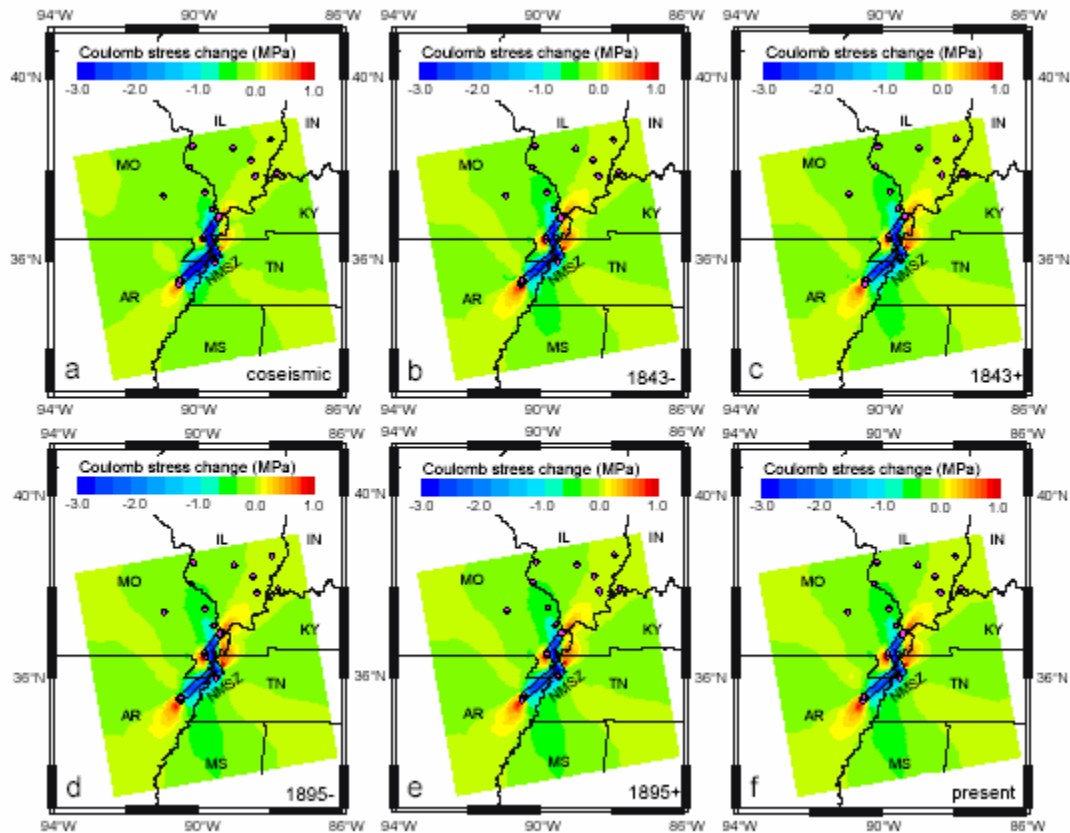 94°W 90°W 86°W 94°W 90°W 86°W 94°W 90°W 86°W
Coulomb stress change (MPa) Coulomb stress change (MPa) Coulomb stress change (MPa)
40°N 40°N 40°N
-3.0 -2.0 -1.0 0.0 1.0 -3.0 -2.0 -1.0 0.0 1.0 -3.0 -2.0 -1.0 0.0 1.0
IL IN IL IN IL IN
MO MO MO
KY KY KY
36°N 36°N 36°N
NMSZ TN NMSZ TN NMSZ TN
AR AR AR
MS MS MS
a coseismic b 1843- c 1843+
94°W 90°W 86°W 94°W 90°W 86°W 94°W 90°W 86°W
Coulomb stress change (MPa) Coulomb stress change (MPa) Coulomb stress change (MPa)
40°N 40°N 40°N
-3.0 -2.0 -1.0 0.0 1.0 -3.0 -2.0 -1.0 0.0 1.0 -3.0 -2.0 -1.0 0.0 1.0
IL IN IL IN IL IN
MO MO MO
KY KY KY
36°N 36°N 36°N
NMSZ TN NMSZ TN NMSZ TN
AR AR AR
MS MS MS
d 1895- e 1895+ f present
94°W 90°W 86°W 94°W 90°W 86°W 94°W 90°W 86°W